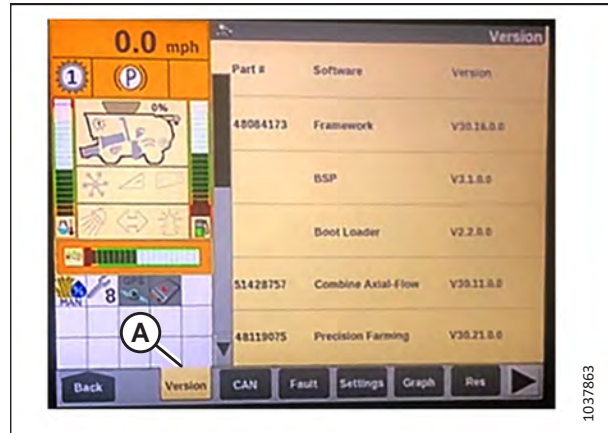 0.0 mph
Version
1
P
0%
Part # Software Version
48084173 Framework V30.16.0.0
BSP V3.1.0.0
Boot Loader V2.2.0.0
51428757 Combine Axial-Flow V30.11.0.0
48119075 Precision Farming V30.21.0.0
MAN
8
A
Back Version CAN Fault Settings Graph Res
1037863